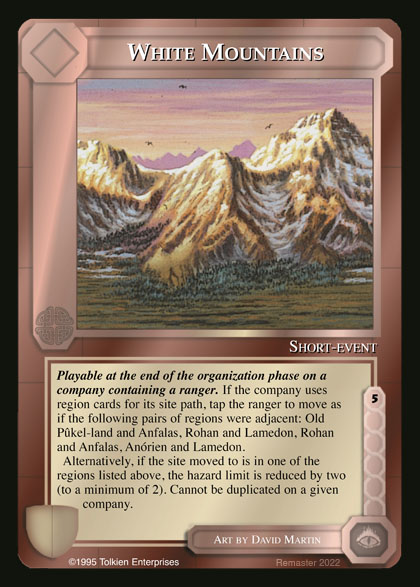 White Mountains
Short-event
Playable at the end of the organization phase on a
company containing a ranger. If the company uses
region cards for its site path, tap the ranger to move as
if the following pairs of regions were adjacent: Old
Pûkel-land and Anfalas, Rohan and Lamedon, Rohan
and Anfalas, Anórien and Lamedon.
Alternatively, if the site moved to is in one of the
regions listed above, the hazard limit is reduced by two
(to a minimum of 2). Cannot be duplicated on a given
company.
5
Art by David Martin
©1995 Tolkien Enterprises
Remaster 2022